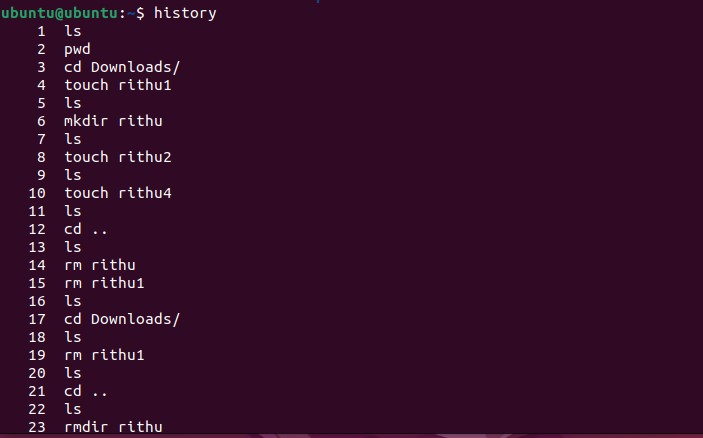 ubuntu@ubuntu:~$ history
1 ls
2 pwd
3 cd Downloads/
4 touch rithu1
5 ls
6 mkdir rithu
7 ls
8 touch rithu2
9 ls
10 touch rithu4
11 ls
12 cd ..
13 ls
14 rm rithu
15 rm rithu1
16 ls
17 cd Downloads/
18 ls
19 rm rithu1
20 ls
21 cd ..
22 ls
23 rmdir rithu